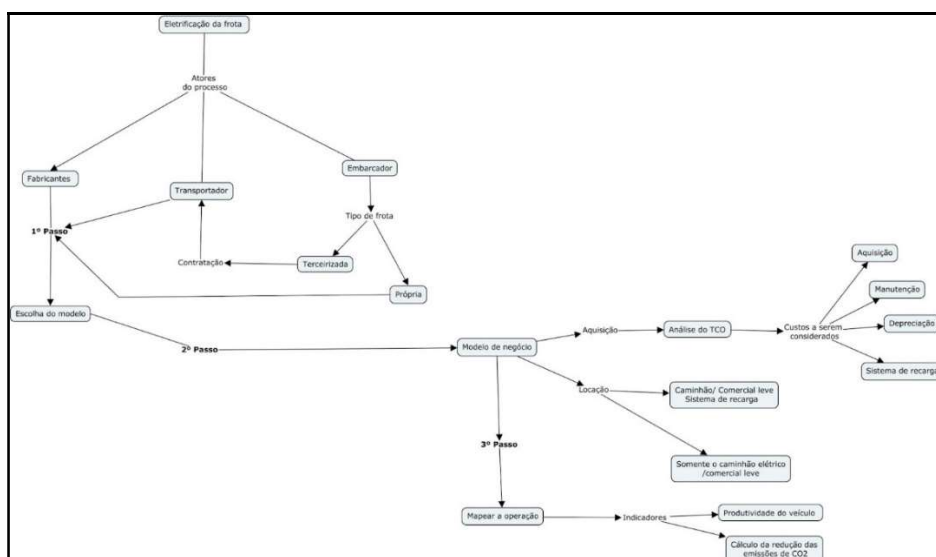 Eletrificação da frota
Atores
do processo
Fabricantes
Transportador
Embarcador
Tipo de frota
1º Passo
Contratação
Terceirizada
Própria
Escolha do modelo
2º Passo
Modelo de negócio
Aquisição
Análise do TCO
Custos a serem
considerados
Aquisição
Manutenção
Depreciação
Sistema de recarga
Locação
Caminhão/ Comercial leve
Sistema de recarga
Somente o caminhão elétrico
/comercial leve
3º Passo
Mapear a operação
Indicadores
Produtividade do veículo
Cálculo da redução das
emissões de CO2